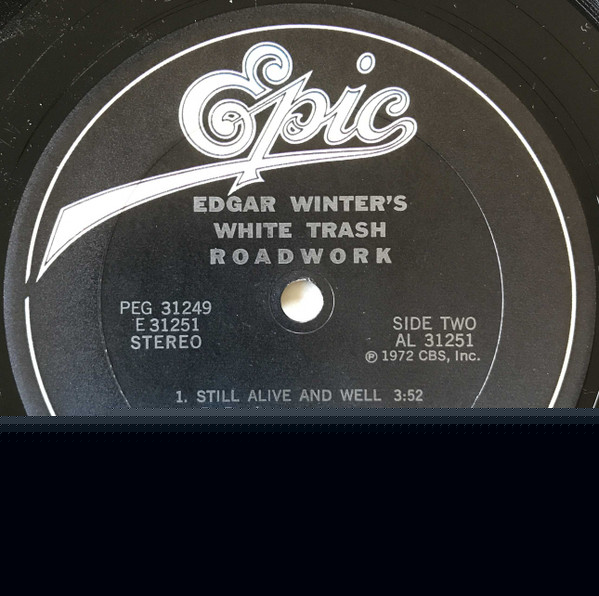 Epic
EDGAR WINTER'S
WHITE TRASH
ROADWORK
PEG 31249
E 31251
STEREO
SIDE TWO
AL 31251
℗ 1972 CBS, Inc.
1. STILL ALIVE AND WELL 3:52